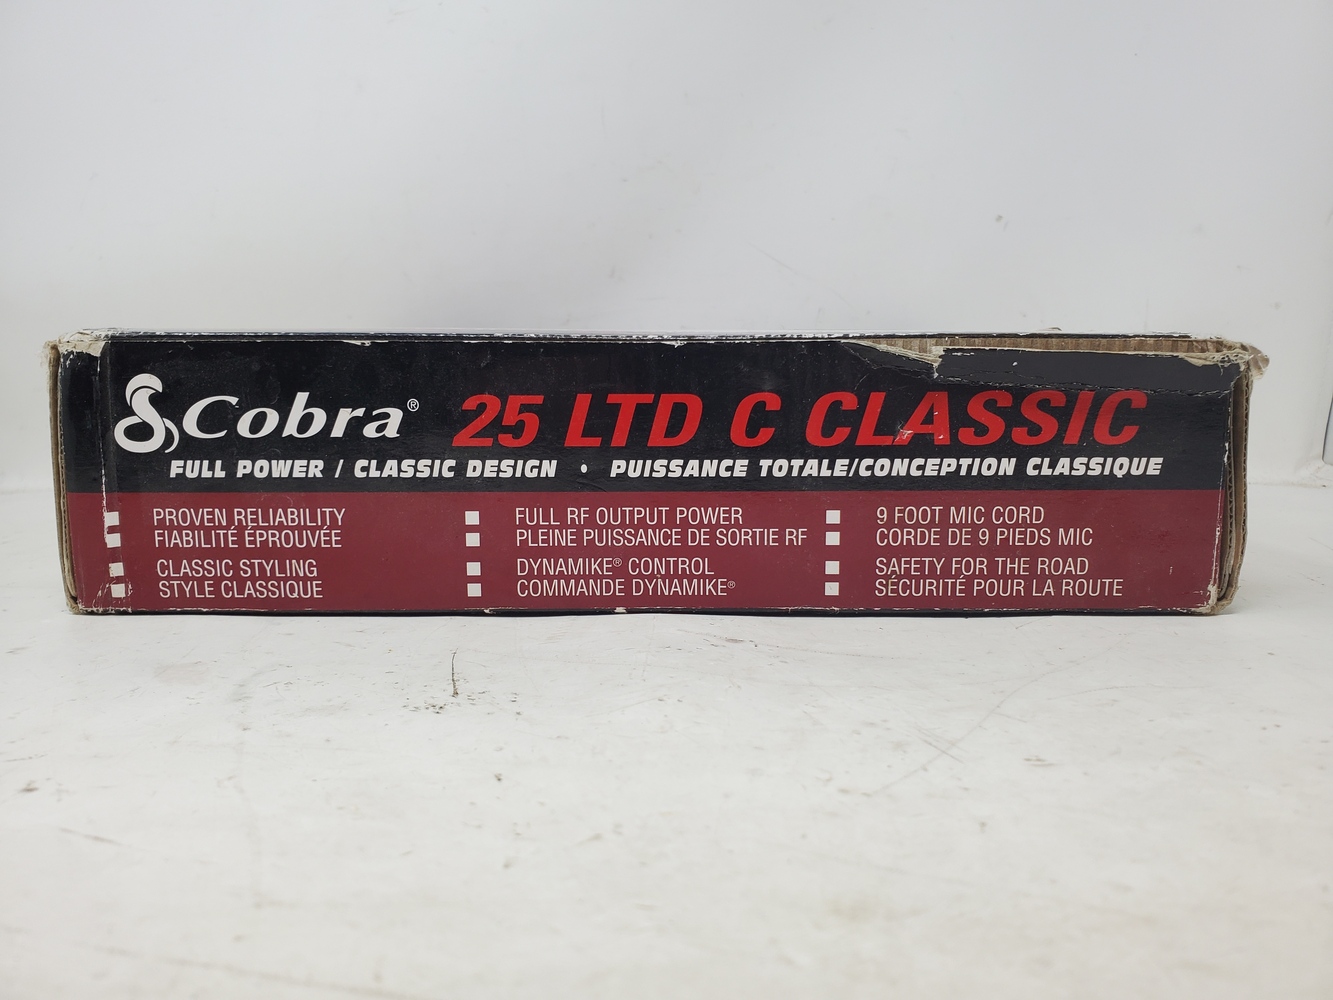 Cobra® 25 LTD C CLASSIC
FULL POWER / CLASSIC DESIGN • PUISSANCE TOTALE/CONCEPTION CLASSIQUE
PROVEN RELIABILITY
FIABILITÉ ÉPROUVÉE
CLASSIC STYLING
STYLE CLASSIQUE
FULL RF OUTPUT POWER
PLEINE PUISSANCE DE SORTIE RF
DYNAMIKE® CONTROL
COMMANDE DYNAMIKE®
9 FOOT MIC CORD
CORDE DE 9 PIEDS MIC
SAFETY FOR THE ROAD
SÉCURITÉ POUR LA ROUTE